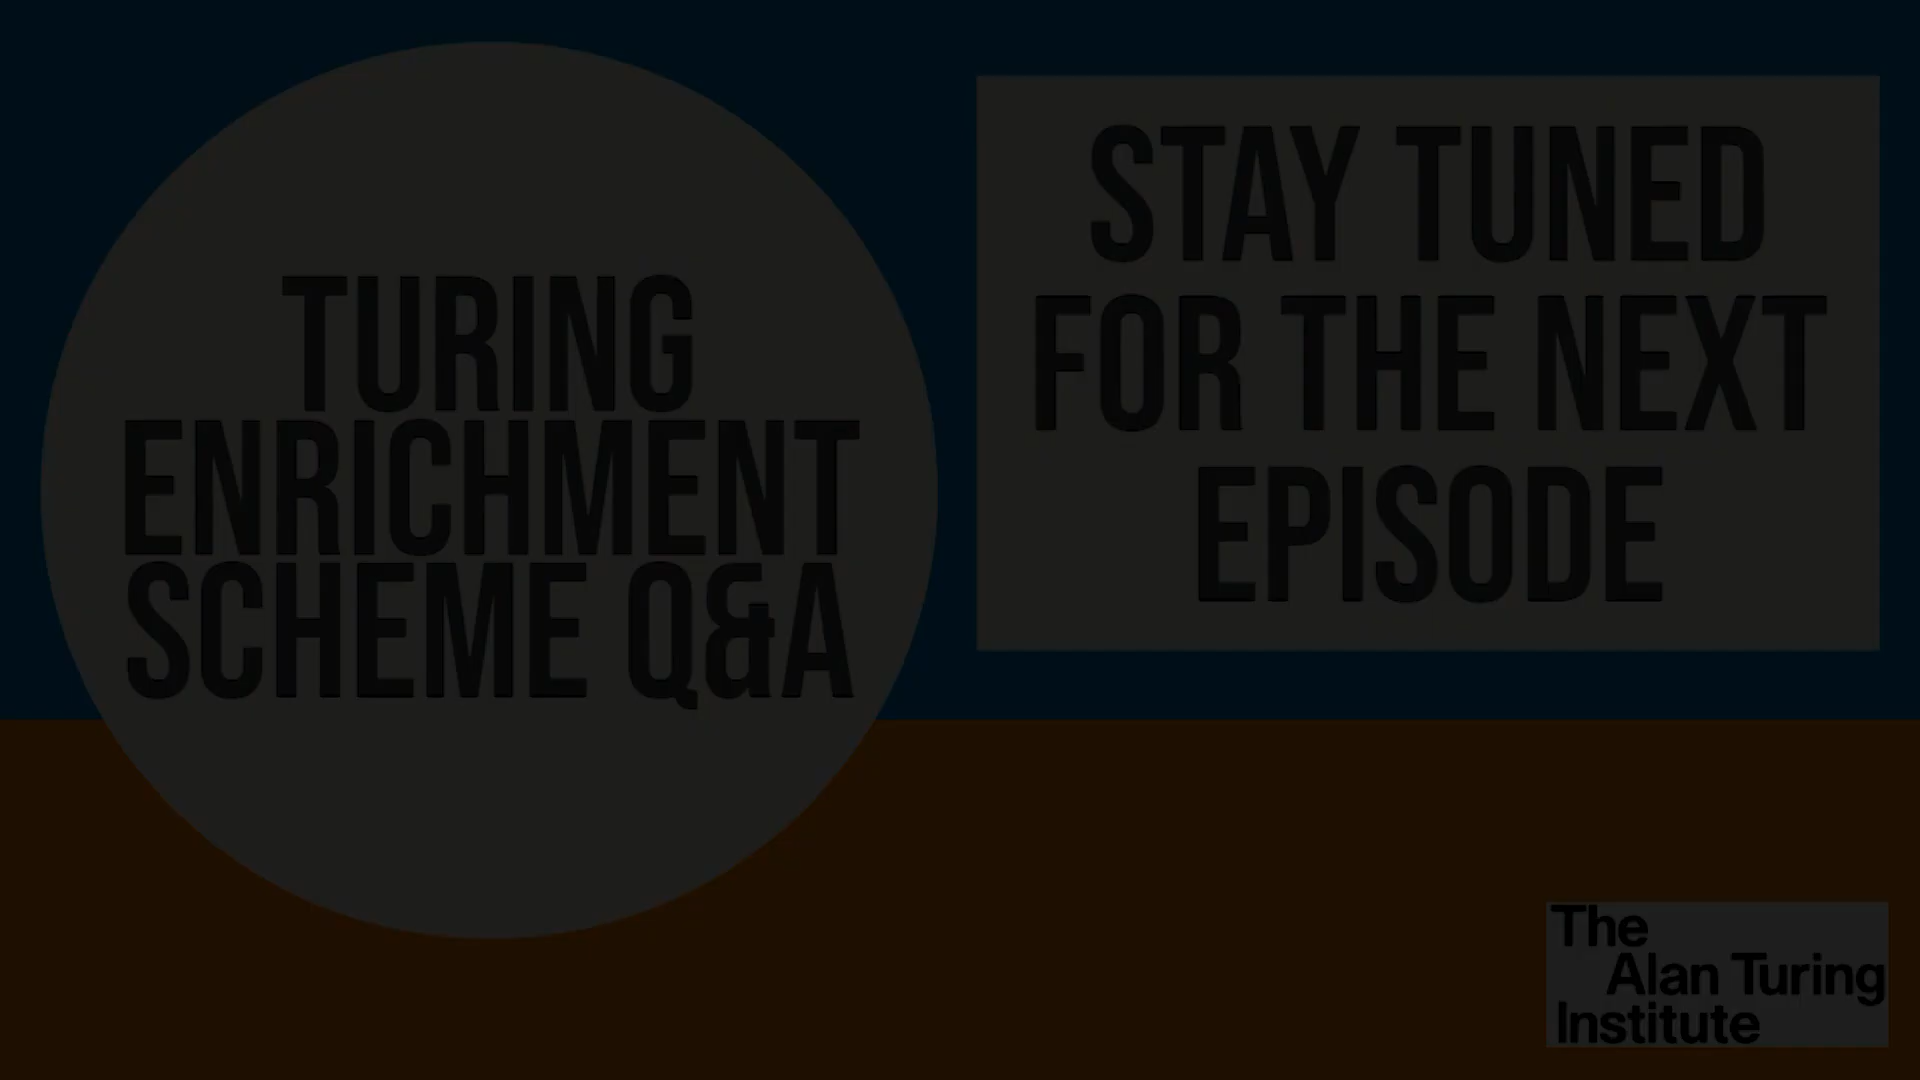 TURING
ENRICHMENT
SCHEME Q&A
STAY TUNED
FOR THE NEXT
EPISODE
The
Alan Turing
Institute